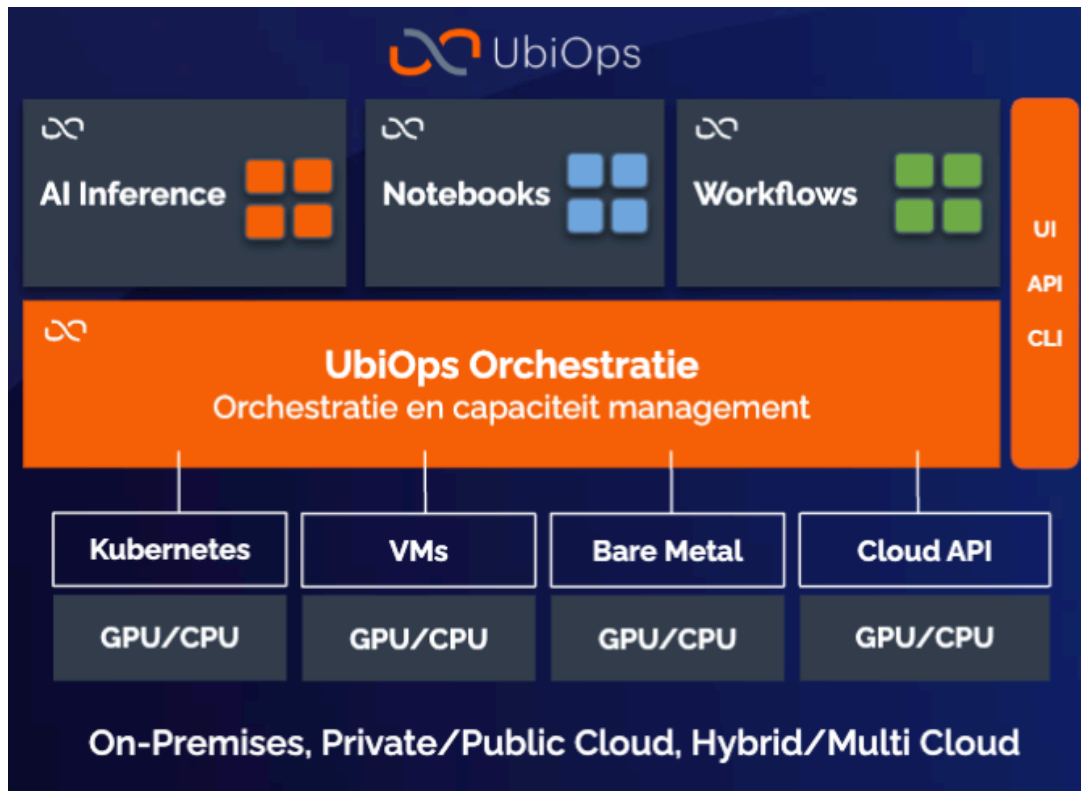 UbiOps
AI Inference
Notebooks
Workflows
UI
API
CLI
UbiOps Orchestratie
Orchestratie en capaciteit management
Kubernetes
VMs
Bare Metal
Cloud API
GPU/CPU
GPU/CPU
GPU/CPU
GPU/CPU
On-Premises, Private/Public Cloud, Hybrid/Multi Cloud